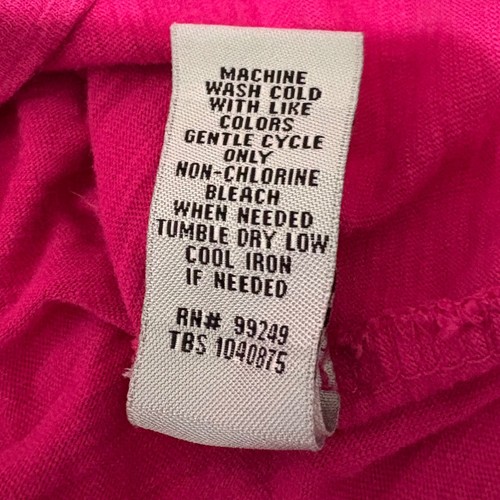 MACHINE
WASH COLD
WITH LIKE
COLORS
GENTLE CYCLE
ONLY
NON-CHLORINE
BLEACH
WHEN NEEDED
TUMBLE DRY LOW
COOL IRON
IF NEEDED
RN# 99249
TBS 1040875